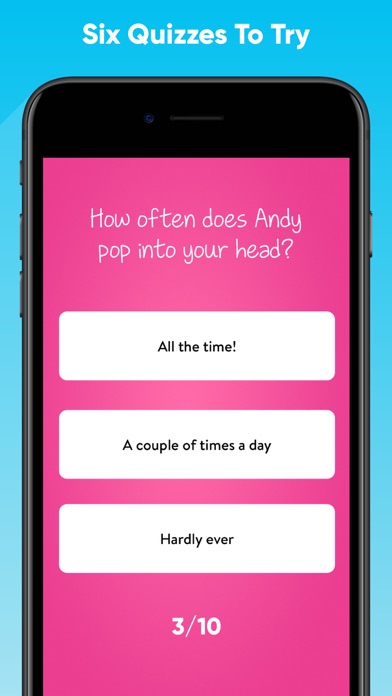 Six Quizzes To Try
How often does Andy
pop into your head?
All the time!
A couple of times a day
Hardly ever
3/10